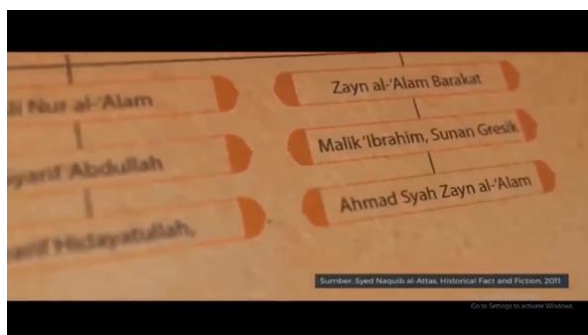 Nur al-'Alam
Abdullah
Hidayatullah,
Zayn al-'Alam Barakat
Malik 'Ibrahim, Sunan Gresik
Ahmad Syah Zayn al-'Alam
Sumber: Syed Naquib al-Attas, Historical Fact and Fiction, 2011
Go to Settings to activate Windows.